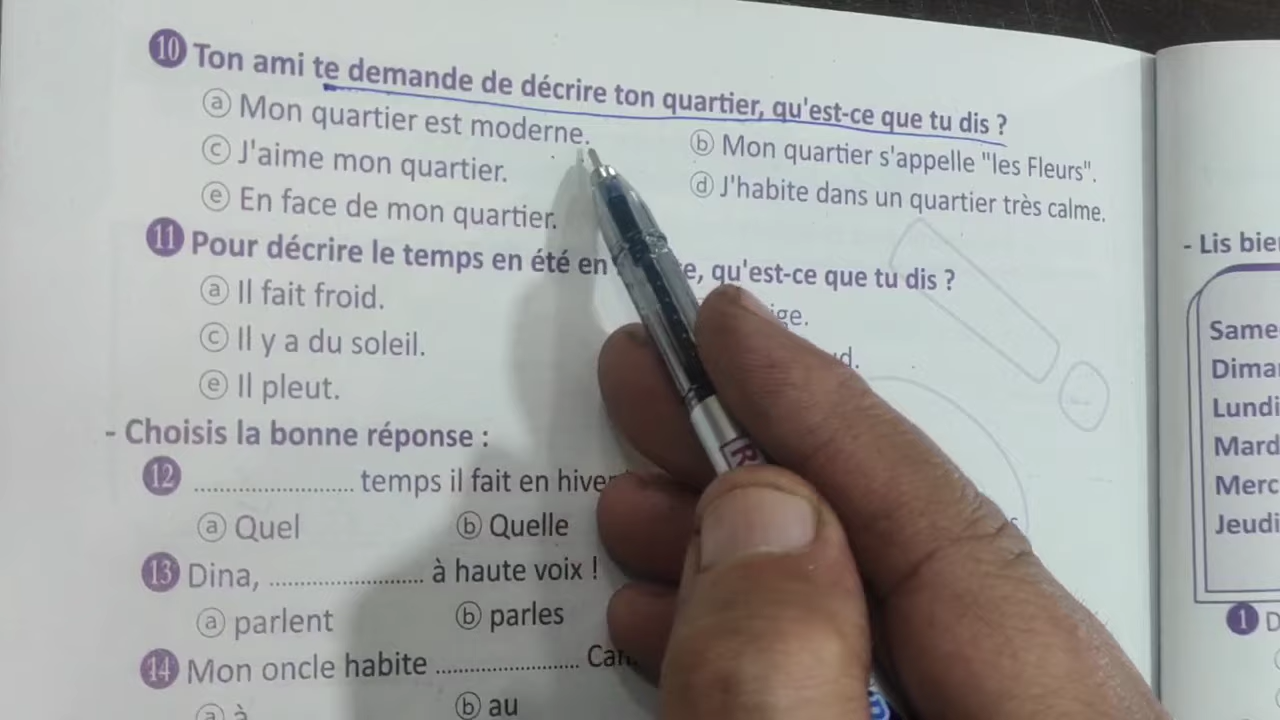 10 Ton ami te demande de décrire ton quartier, qu'est-ce que tu dis ?
a Mon quartier est moderne.
b Mon quartier s'appelle "les Fleurs".
c J'aime mon quartier.
d J'habite dans un quartier très calme.
e En face de mon quartier.
11 Pour décrire le temps en été en e, qu'est-ce que tu dis ?
a Il fait froid.
ige.
c Il y a du soleil.
d.
e Il pleut.
- Choisis la bonne réponse :
12 ........................ temps il fait en hiver
a Quel
b Quelle
13 Dina, ........................ à haute voix !
a parlent
b parles
14 Mon oncle habite ........................ Ca
a à
b au
- Lis bie
Same
Dima
Lundi
Mard
Merc
Jeudi
1 D